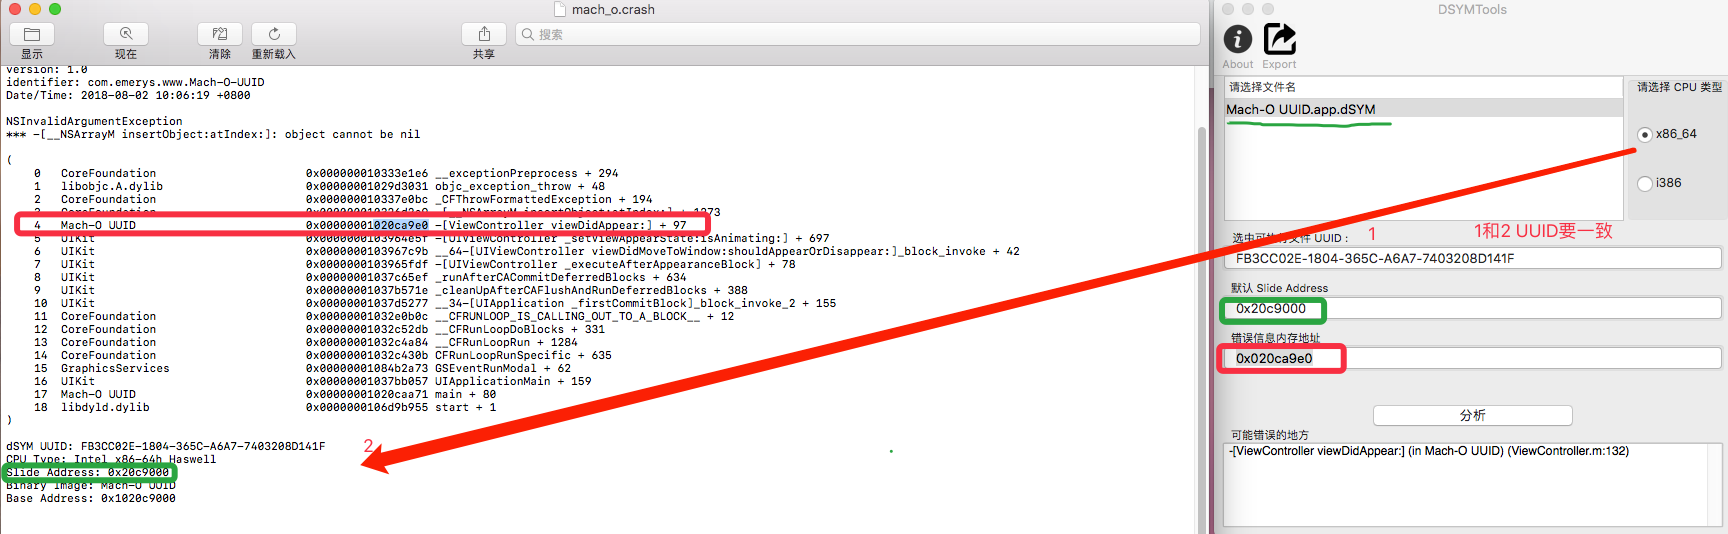 mach_o.crash
显示
现在
清除
重新载入
共享
搜索
version: 1.0
identifier: com.emerys.www.Mach-O-UUID
Date/Time: 2018-08-02 10:06:19 +0800
NSInvalidArgumentException
*** -[__NSArrayM insertObject:atIndex:]: object cannot be nil
(
0 CoreFoundation 0x000000010333e1e6 __exceptionPreprocess + 294
1 libobjc.A.dylib 0x00000001029d3031 objc_exception_throw + 48
2 CoreFoundation 0x000000010337e0bc _CFThrowFormattedException + 194
3 CoreFoundation -[__NSArrayM insertObject:atIndex:] + 1273
4 Mach-O UUID 0x00000001020ca9e0 -[ViewController viewDidAppear:] + 97
5 UIKit 0x0000000103964e5f -[UIViewController _setViewAppearState:isAnimating:] + 697
6 UIKit 0x0000000103967c9b __64-[UIViewController viewDidMoveToWindow:shouldAppearOrDisappear:]_block_invoke + 42
7 UIKit 0x0000000103965fdf -[UIViewController _executeAfterAppearanceBlock] + 78
8 UIKit 0x00000001037c65ef _runAfterCACommitDeferredBlocks + 634
9 UIKit 0x00000001037b571e _cleanUpAfterCAFlushAndRunDeferredBlocks + 388
10 UIKit 0x00000001037d5277 __34-[UIApplication _firstCommitBlock]_block_invoke_2 + 155
11 CoreFoundation 0x00000001032e0b0c __CFRUNLOOP_IS_CALLING_OUT_TO_A_BLOCK__ + 12
12 CoreFoundation 0x00000001032c52db __CFRunLoopDoBlocks + 331
13 CoreFoundation 0x00000001032c4a84 __CFRunLoopRun + 1284
14 CoreFoundation 0x00000001032c430b CFRunLoopRunSpecific + 635
15 GraphicsServices 0x00000001084b2a73 GSEventRunModal + 62
16 UIKit 0x00000001037bb057 UIApplicationMain + 159
17 Mach-O UUID 0x00000001020caa71 main + 80
18 libdyld.dylib 0x0000000106d9b955 start + 1
)
dSYM UUID: FB3CC02E-1804-365C-A6A7-7403208D141F
2
CPU Type: Intel x86-64h Haswell
Slide Address: 0x20c9000
Binary Image: Mach-O UUID
Base Address: 0x1020c9000
DSYMTools
About
Export
请选择文件名
Mach-O UUID.app.dSYM
请选择 CPU 类型
x86_64
i386
选中可执行文件 UUID：
1
1和2 UUID要一致
FB3CC02E-1804-365C-A6A7-7403208D141F
默认 Slide Address
0x20c9000
错误信息内存地址
0x020ca9e0
分析
可能错误的地方
-[ViewController viewDidAppear:] (in Mach-O UUID) (ViewController.m:132)